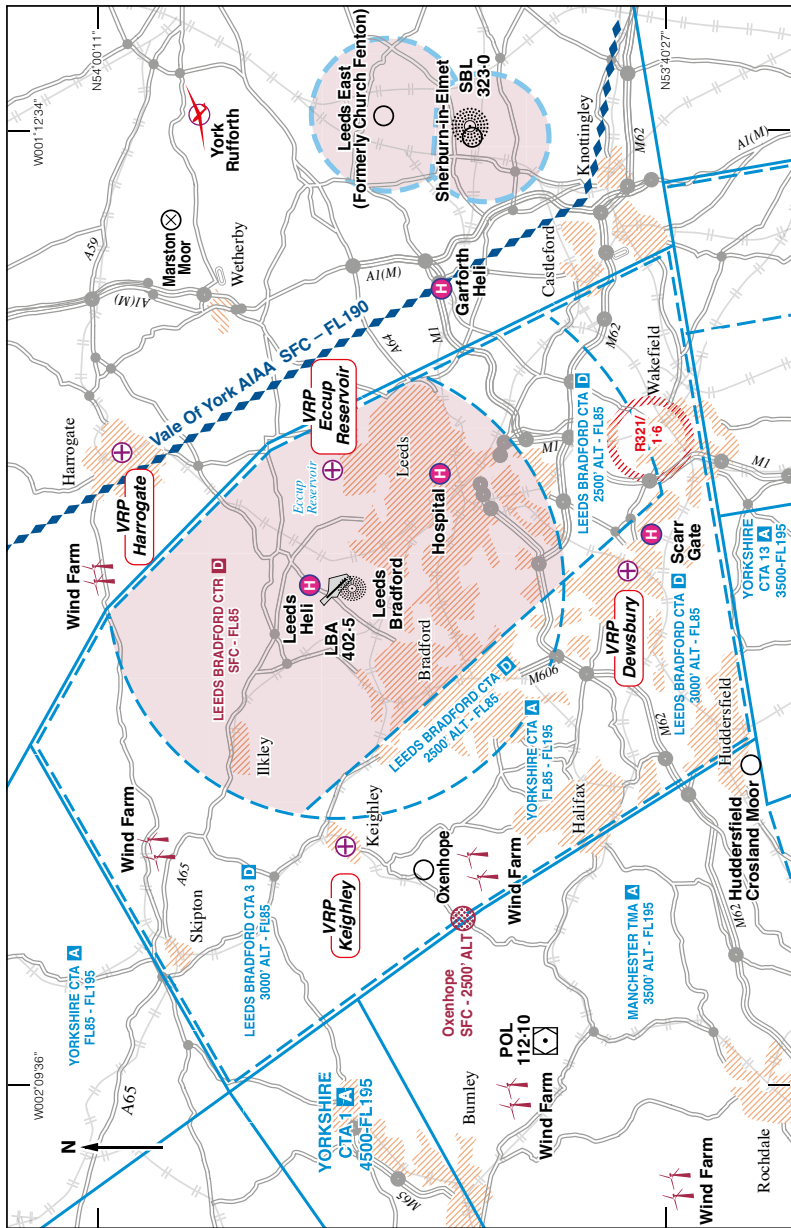 N
W002°09'36"
W001°12'34"
N54°00'11"
N53°40'27"
YORKSHIRE CTA A
FL85 - FL195
A65
A65
Skipton
Wind Farm
LEEDS BRADFORD CTA 3 D
3000' ALT - FL85
YORKSHIRE
CTA 1 A
4500-FL195
M65
Burnley
POL
112·10
Wind Farm
Wind Farm
Rochdale
MANCHESTER TMA A
3500' ALT - FL195
M62
Oxenhope
SFC - 2500' ALT
Oxenhope
Wind Farm
VRP
Keighley
Keighley
Ilkley
LEEDS BRADFORD CTR D
SFC - FL85
Wind Farm
VRP
Harrogate
Harrogate
Vale Of York AIAA SFC – FL190
A59
A1(M)
Wetherby
Marston
Moor
York
Rufforth
VRP
Eccup
Reservoir
Eccup
Reservoir
Leeds
Heli
H
LBA
402·5
Leeds
Bradford
Bradford
Leeds
Hospital
H
A64
A1(M)
M1
Garforth
Heli
H
Leeds East
(Formerly Church Fenton)
Sherburn-in-Elmet
SBL
323·0
Knottingley
Castleford
M62
M62
A1(M)
Wakefield
R321/
1·6
M1
M1
LEEDS BRADFORD CTA D
2500' ALT - FL85
LEEDS BRADFORD CTA D
2500' ALT - FL85
YORKSHIRE CTA A
FL85 - FL195
M606
M62
Halifax
VRP
Dewsbury
Scarr
Gate
H
LEEDS BRADFORD CTA D
3000' ALT - FL85
Huddersfield
Huddersfield
Crosland Moor
YORKSHIRE
CTA 13 A
3500-FL195